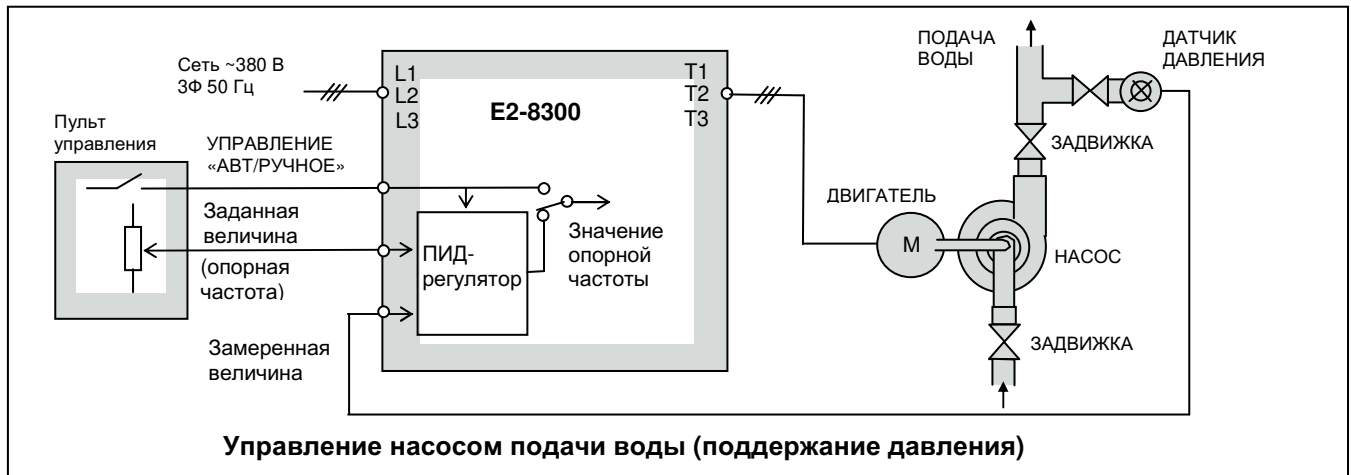 Сеть ~380 В
3Ф 50 Гц
L1
L2
L3
E2-8300
T1
T2
T3
ПОДАЧА
ВОДЫ
ДАТЧИК
ДАВЛЕНИЯ
Пульт
управления
УПРАВЛЕНИЕ
«АВТ/РУЧНОЕ»
ЗАДВИЖКА
ДВИГАТЕЛЬ
М
НАСОС
Заданная
величина
(опорная
частота)
ПИД-
регулятор
Значение
опорной
частоты
Замеренная
величина
ЗАДВИЖКА
Управление насосом подачи воды (поддержание давления)